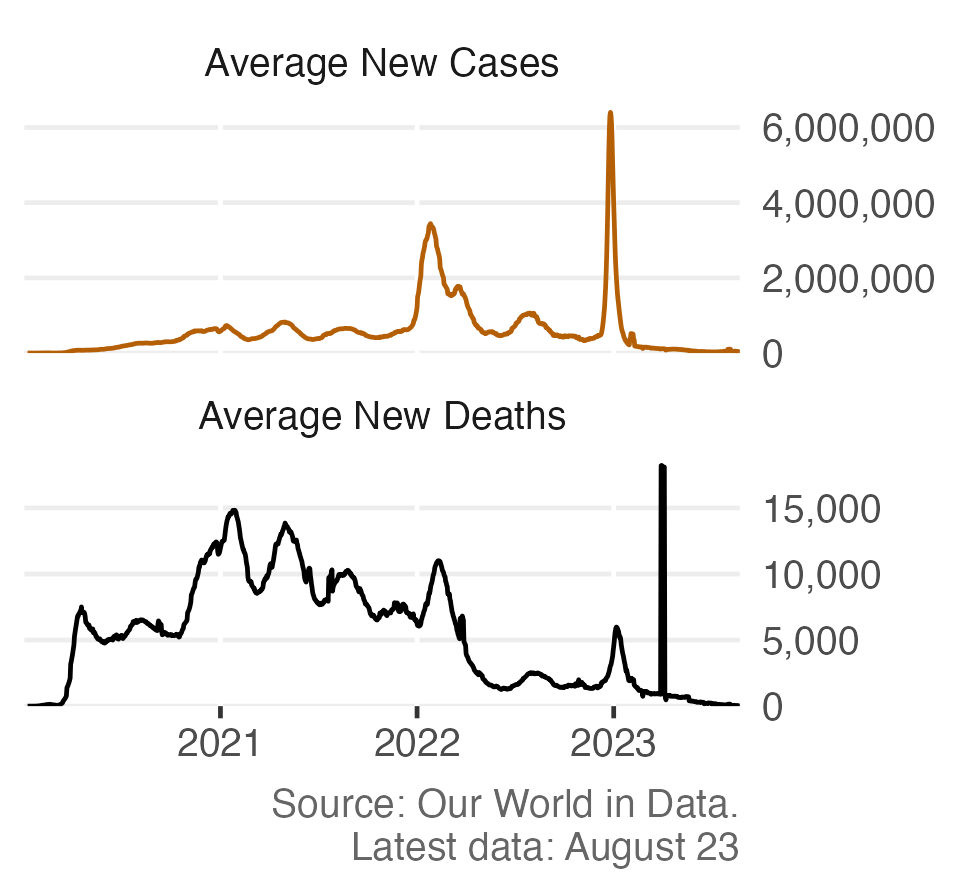 Average New Cases
6,000,000
4,000,000
2,000,000
0
Average New Deaths
15,000
10,000
5,000
0
2021 2022 2023
Source: Our World in Data.
Latest data: August 23